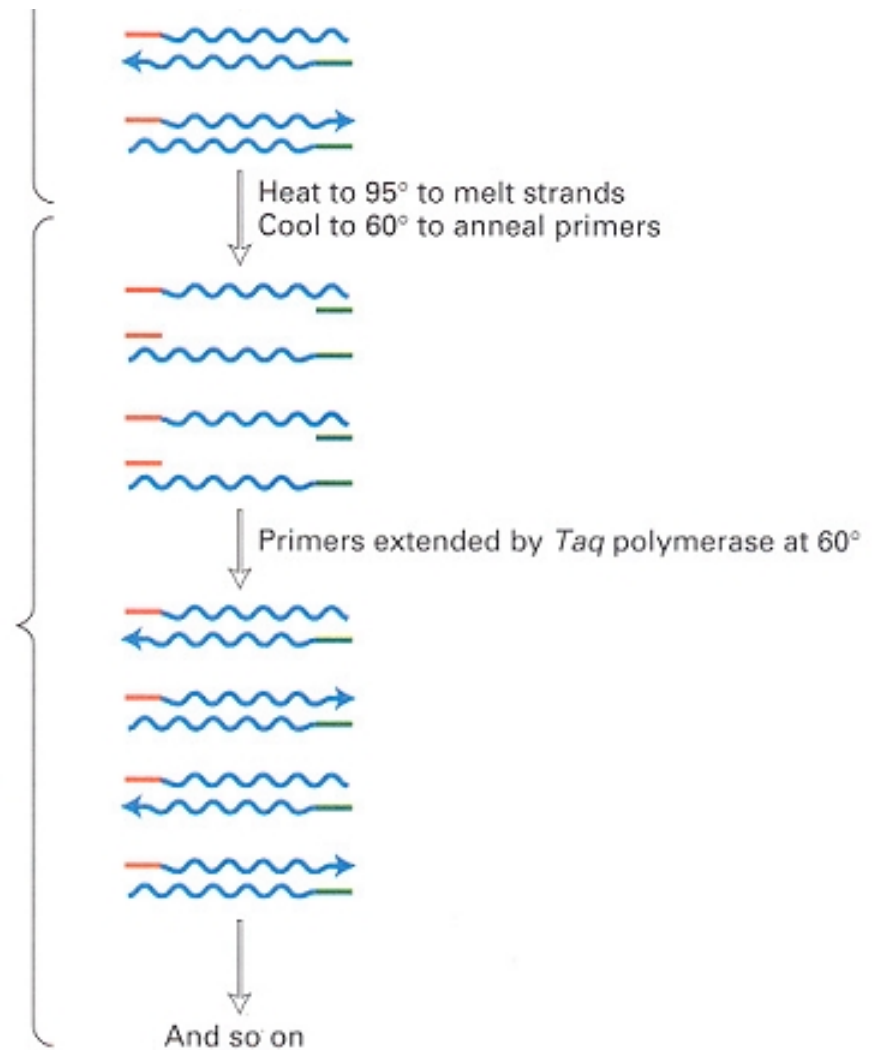 Heat to 95° to melt strands
Cool to 60° to anneal primers
Primers extended by Taq polymerase at 60°
And so on